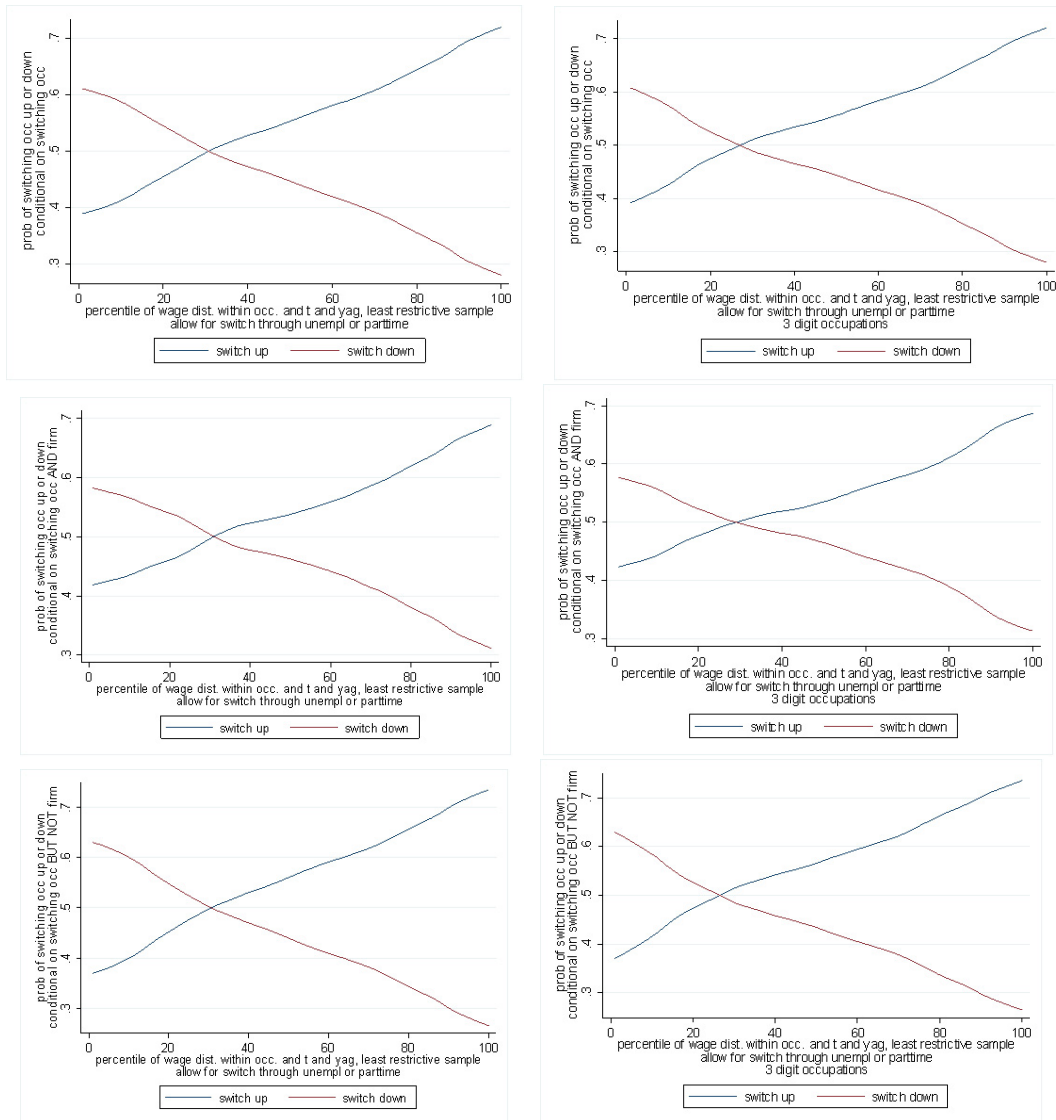 prob of switching occ up or down
conditional on switching occ
.7
.6
.5
.4
.3
0 20 40 60 80 100
percentile of wage dist. within occ. and t and yag, least restrictive sample
allow for switch through unempl or parttime
switch up switch down
prob of switching occ up or down
conditional on switching occ
.7
.6
.5
.4
.3
0 20 40 60 80 100
percentile of wage dist. within occ. and t and yag, least restrictive sample
allow for switch through unempl or parttime
3 digit occupations
switch up switch down
prob of switching occ up or down
conditional on switching occ AND firm
.7
.6
.5
.4
.3
0 20 40 60 80 100
percentile of wage dist. within occ. and t and yag, least restrictive sample
allow for switch through unempl or parttime
switch up switch down
prob of switching occ up or down
conditional on switching occ AND firm
.7
.6
.5
.4
.3
0 20 40 60 80 100
percentile of wage dist. within occ. and t and yag, least restrictive sample
allow for switch through unempl or parttime
3 digit occupations
switch up switch down
prob of switching occ up or down
conditional on switching occ BUT NOT firm
.7
.6
.5
.4
.3
0 20 40 60 80 100
percentile of wage dist. within occ. and t and yag, least restrictive sample
allow for switch through unempl or parttime
switch up switch down
prob of switching occ up or down
conditional on switching occ BUT NOT firm
.7
.6
.5
.4
.3
0 20 40 60 80 100
percentile of wage dist. within occ. and t and yag, least restrictive sample
allow for switch through unempl or parttime
3 digit occupations
switch up switch down